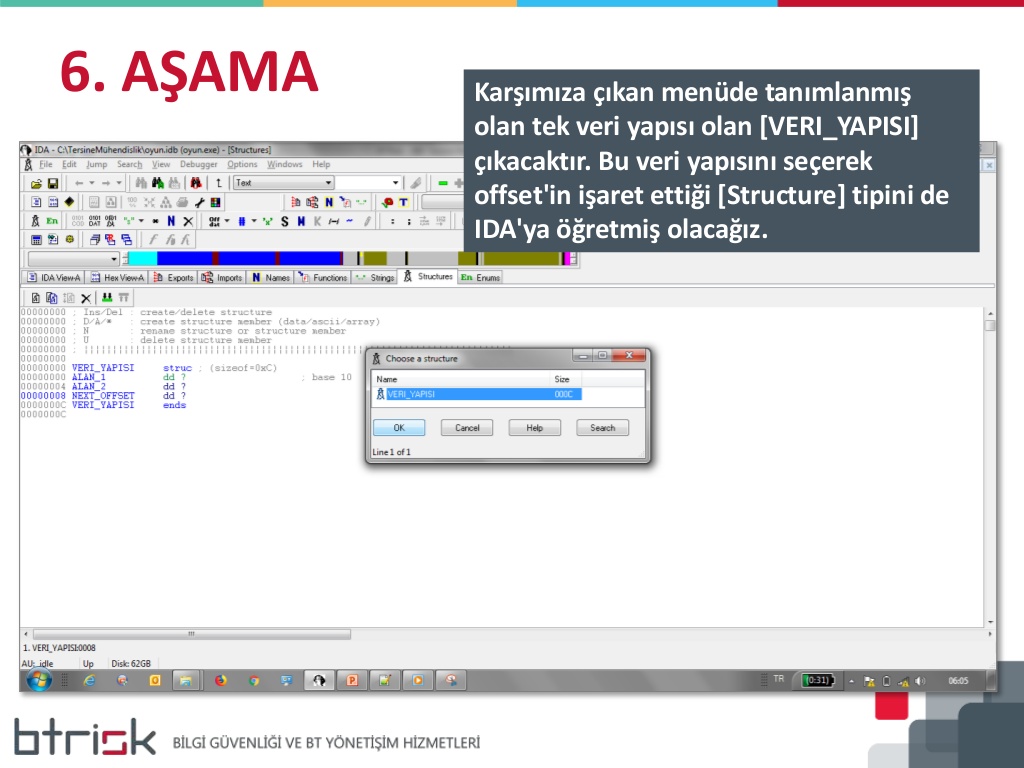 6. AŞAMA
Karşımıza çıkan menüde tanımlanmış
olan tek veri yapısı olan [VERI_YAPISI]
çıkacaktır. Bu veri yapısını seçerek
offset'in işaret ettiği [Structure] tipini de
IDA'ya öğretmiş olacağız.
IDA - C:\TersineMühendislik\oyun.idb (oyun.exe) - [Structures]
File Edit Jump Search View Debugger Options Windows Help
Text
IDA View-A Hex View-A Exports Imports Names Functions Strings Structures Enums
00000000 ; Ins/Del : create/delete structure
00000000 ; D/A/* : create structure member (data/ascii/array)
00000000 ; N : rename structure or structure member
00000000 ; U : delete structure member
00000000
00000000
00000000 VERI_YAPISI struc ; (sizeof=0xC)
00000000 ALAN_1 dd ? ; base 10
00000004 ALAN_2 dd ?
00000008 NEXT_OFFSET dd ?
0000000C VERI_YAPISI ends
0000000C
Choose a structure
Name Size
VERI_YAPISI 000C
OK Cancel Help Search
Line 1 of 1
1. VERI_YAPISI:0008
AU: idle Up Disk: 62GB
TR (0:31) 06:05
btrisk BİLGİ GÜVENLİĞİ VE BT YÖNETİŞİM HİZMETLERİ